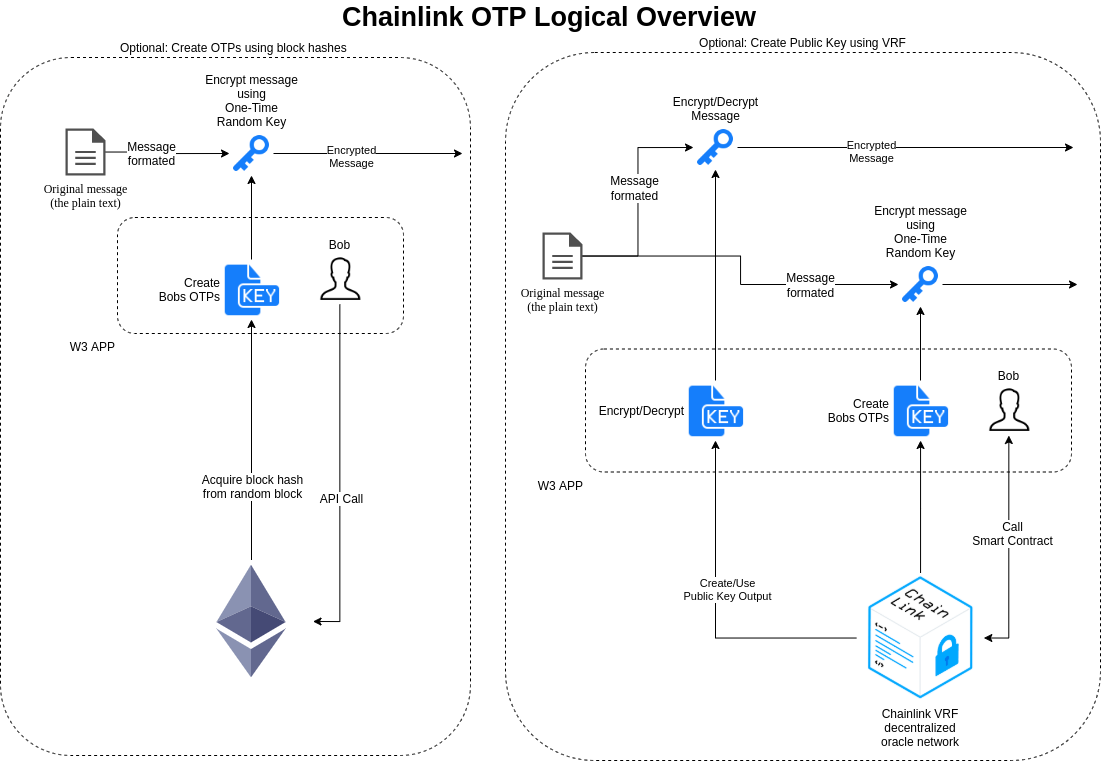 Chainlink OTP Logical Overview
Optional: Create OTPs using block hashes
Encrypt message
using
One-Time
Random Key
Message
formated
Encrypted
Message
Original message
(the plain text)
Bob
Create
Bobs OTPs
KEY
W3 APP
Acquire block hash
from random block
API Call
Optional: Create Public Key using VRF
Encrypt/Decrypt
Message
Encrypted
Message
Message
formated
Encrypt message
using
One-Time
Random Key
Message
formated
Original message
(the plain text)
Bob
Encrypt/Decrypt
KEY
Create
Bobs OTPs
KEY
W3 APP
Call
Smart Contract
Create/Use
Public Key Output
Chain
Link
Chainlink VRF
decentralized
oracle network